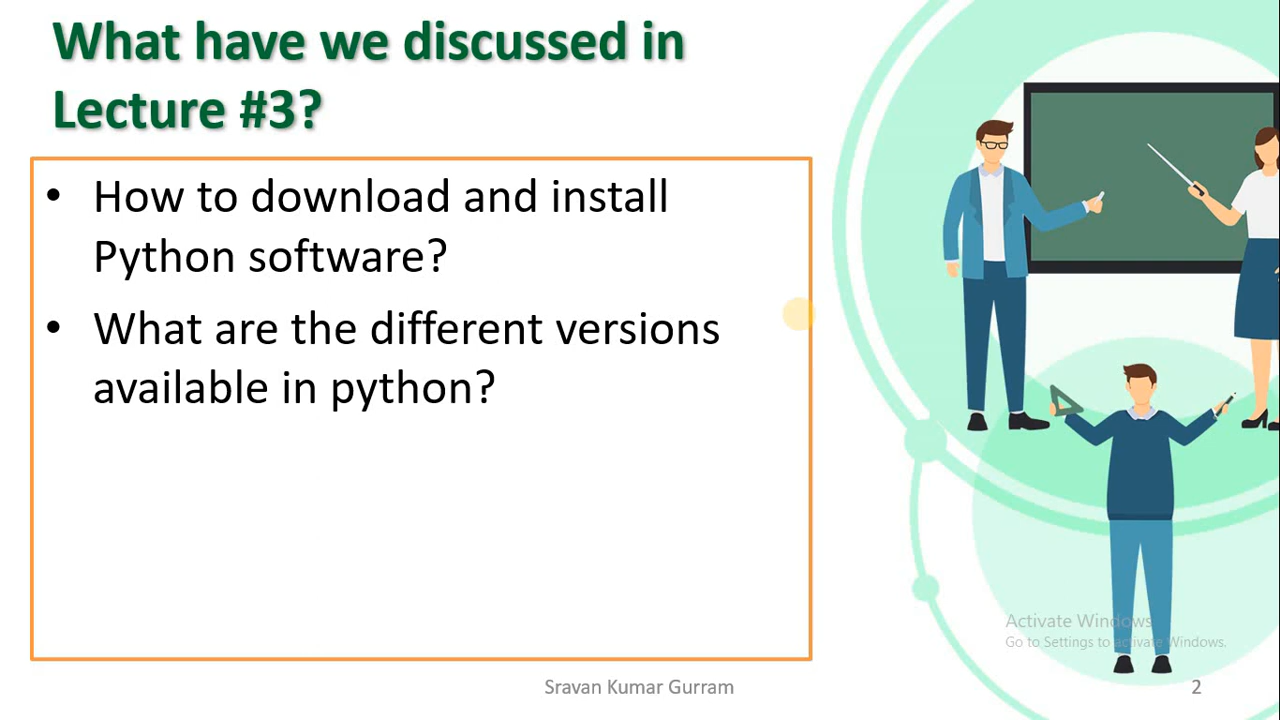 What have we discussed in
Lecture #3?
• How to download and install
Python software?
• What are the different versions
available in python?
Activate Windows
Go to Settings to activate Windows.
Sravan Kumar Gurram
2